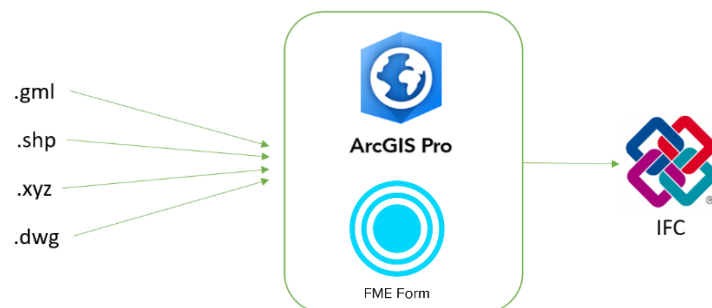 .gml
.shp
.xyz
.dwg
ArcGIS Pro
FME Form
®
IFC